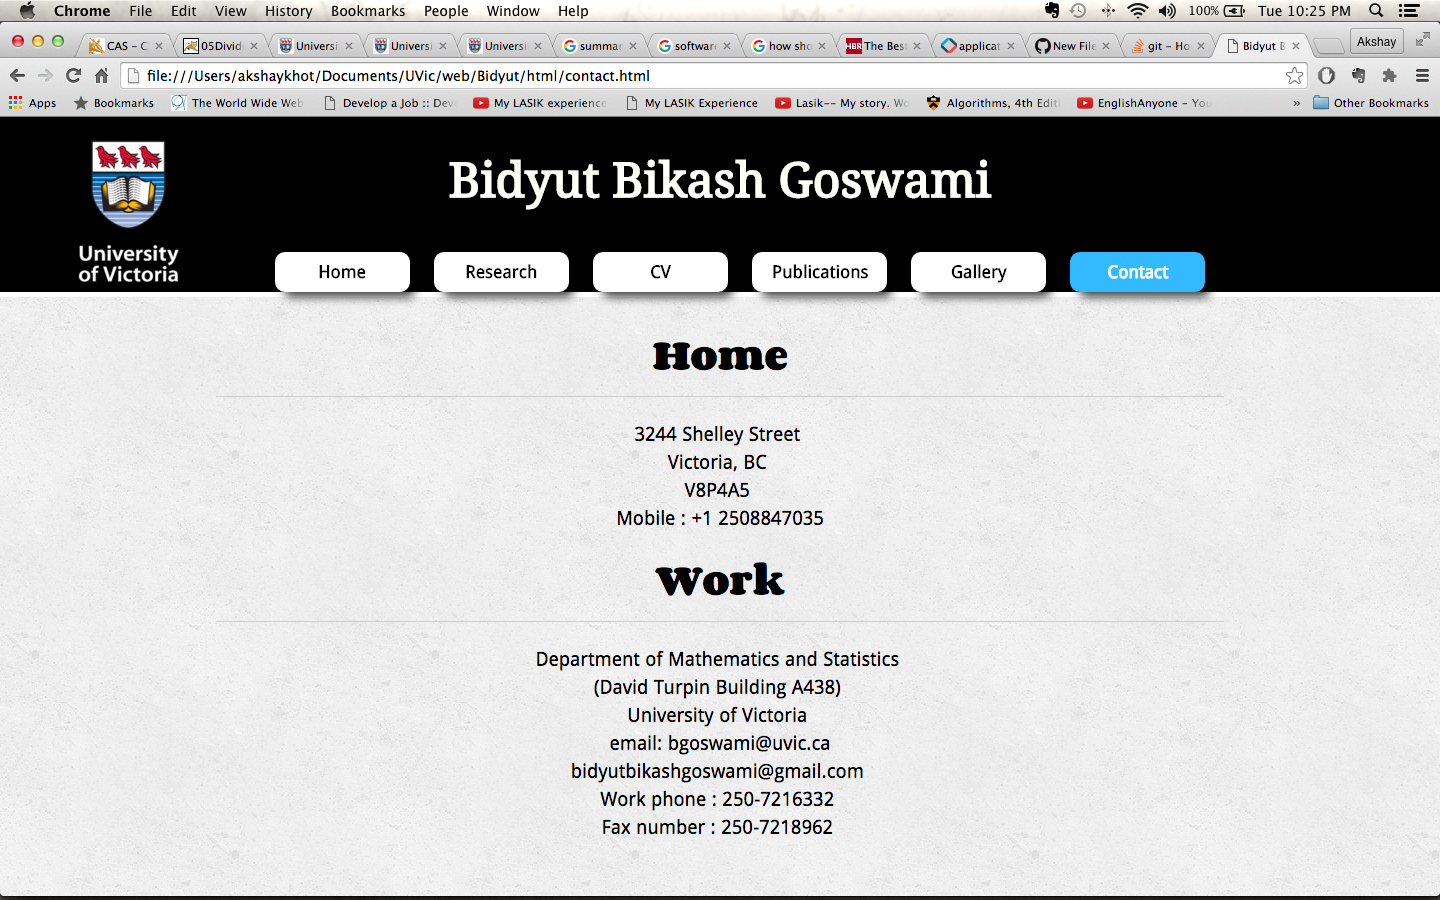 Chrome File Edit View History Bookmarks People Window Help 100% Tue 10:25 PM
CAS – C 05Divid Universi Universi Universi summar software how sho The Best applicat New File git – Ho Bidyut B Akshay
file:///Users/akshaykhot/Documents/UVic/web/Bidyut/html/contact.html
Apps Bookmarks The World Wide Web Develop a Job :: Dev My LASIK experience My LASIK Experience Lasik-- My story. Wo Algorithms, 4th Editi EnglishAnyone – You » Other Bookmarks
Bidyut Bikash Goswami
University
of Victoria
Home Research CV Publications Gallery Contact
Home
3244 Shelley Street
Victoria, BC
V8P4A5
Mobile : +1 2508847035
Work
Department of Mathematics and Statistics
(David Turpin Building A438)
University of Victoria
email: bgoswami@uvic.ca
bidyutbikashgoswami@gmail.com
Work phone : 250-7216332
Fax number : 250-7218962